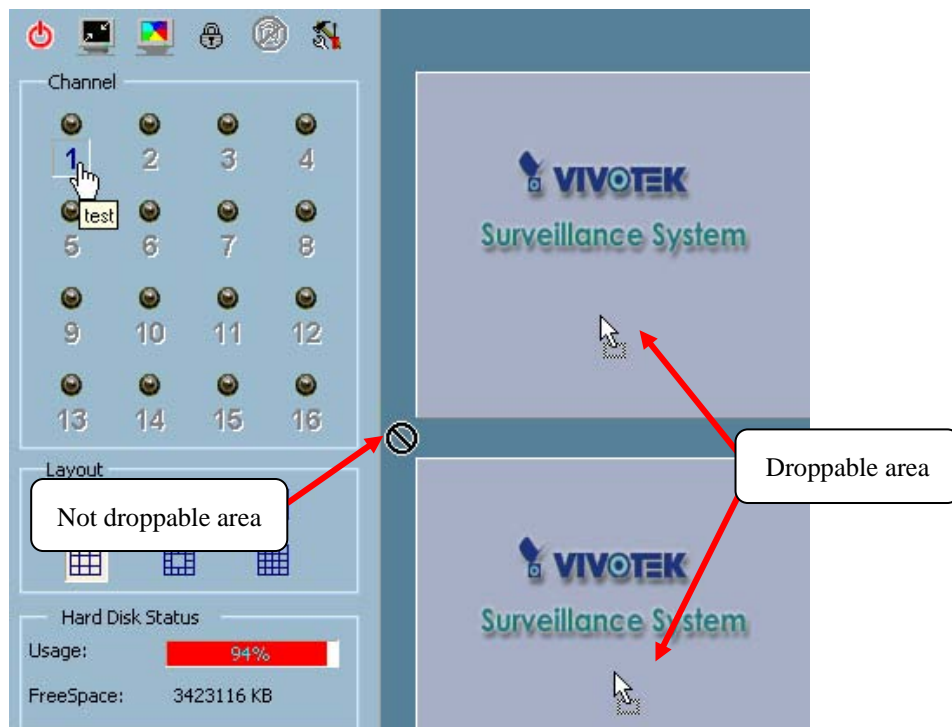 Channel
1 2 3 4
test
5 6 7 8
9 10 11 12
13 14 15 16
Layout
Not droppable area
Hard Disk Status
Usage: 94%
FreeSpace: 3423116 KB
VIVOTEK
Surveillance System
Droppable area
VIVOTEK
Surveillance System